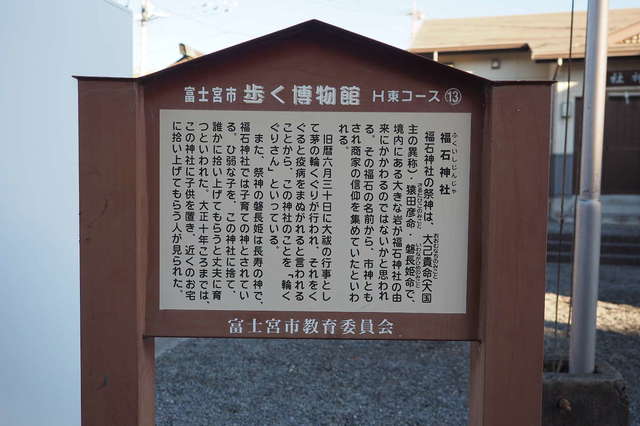 富士宮市 歩く博物館 H東コース⑬
福石神社
ふくいしじんじゃ
福石神社の祭神は、大己貴命(大国
主の異称)・猿田彦命・磐長姫命で、
境内にある大きな岩が福石神社の由
来にかかわるのではないかと思われ
る。その福石の名前から、市神とも
され商家の信仰を集めていたといわ
れる。
旧暦六月三十日に大祓の行事とし
て茅の輪くぐりが行われ、それをく
ぐると疫病をまぬがれると言われる
ことから、この神社のことを「輪く
ぐりさん」といっている。
また、祭神の磐長姫は長寿の神で、
福石神社では子育ての神とされてい
る。ひ弱な子を、この神社に捨て、
誰かに拾い上げてもらうと丈夫に育
つといわれた。大正十年ころまでは、
この神社に子供を置き、近くのお宅
に拾い上げてもらう人が見られた。
富士宮市教育委員会